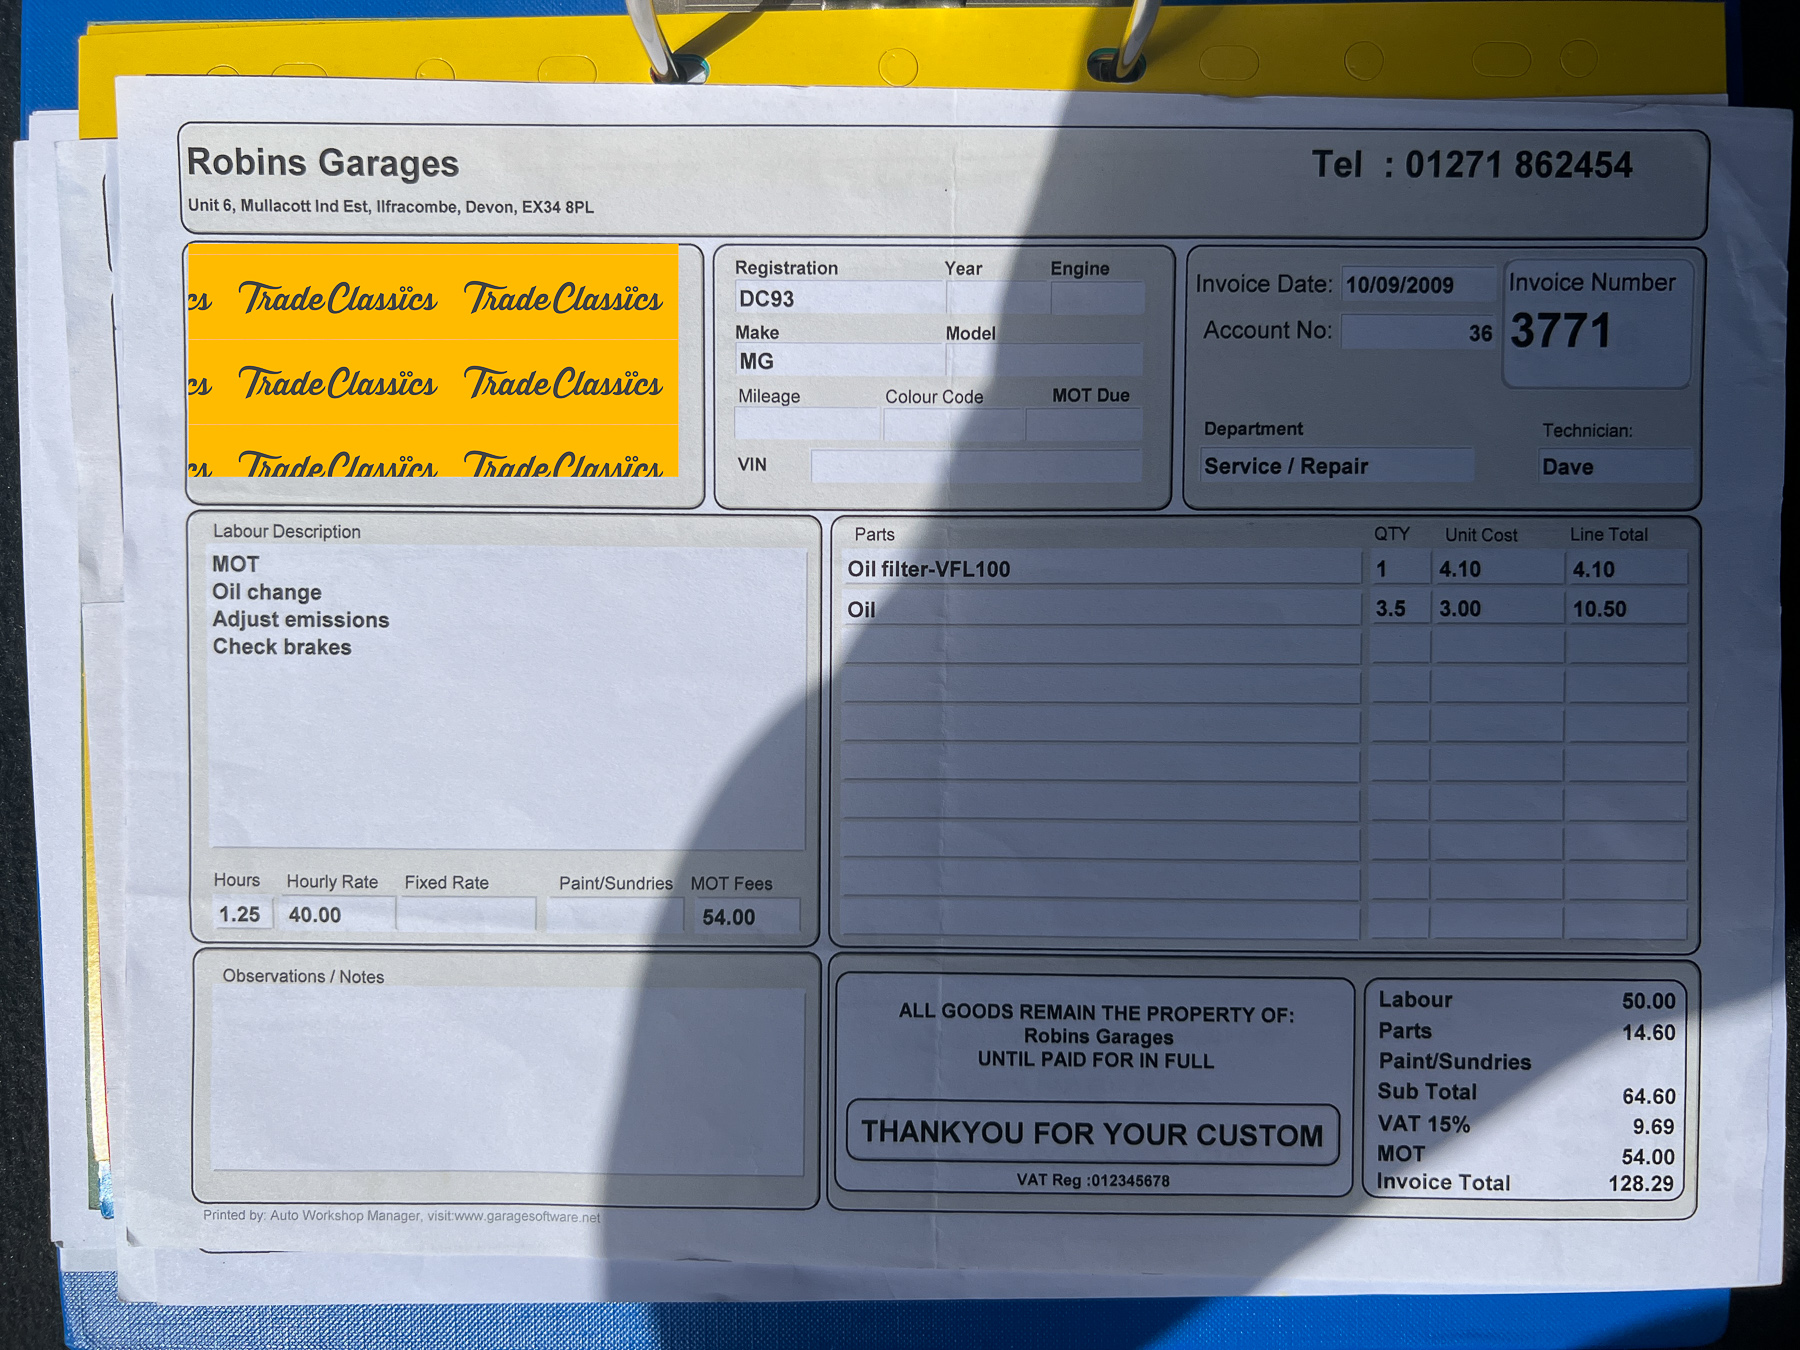 Robins Garages
Tel : 01271 862454
Unit 6, Mullacott Ind Est, Ilfracombe, Devon, EX34 8PL
cs Trade Classics Trade Classics
cs Trade Classics Trade Classics
cs Trade Classics Trade Classics
Registration Year Engine
DC93
Make Model
MG
Mileage Colour Code MOT Due
VIN
Invoice Date: 10/09/2009
Account No: 36
Invoice Number
3771
Department Technician:
Service / Repair Dave
Labour Description
MOT
Oil change
Adjust emissions
Check brakes
Hours Hourly Rate Fixed Rate Paint/Sundries MOT Fees
1.25 40.00 54.00
Parts QTY Unit Cost Line Total
Oil filter-VFL100 1 4.10 4.10
Oil 3.5 3.00 10.50
Observations / Notes
ALL GOODS REMAIN THE PROPERTY OF:
Robins Garages
UNTIL PAID FOR IN FULL
THANKYOU FOR YOUR CUSTOM
VAT Reg :012345678
Labour 50.00
Parts 14.60
Paint/Sundries
Sub Total 64.60
VAT 15% 9.69
MOT 54.00
Invoice Total 128.29
Printed by: Auto Workshop Manager, visit:www.garagesoftware.net